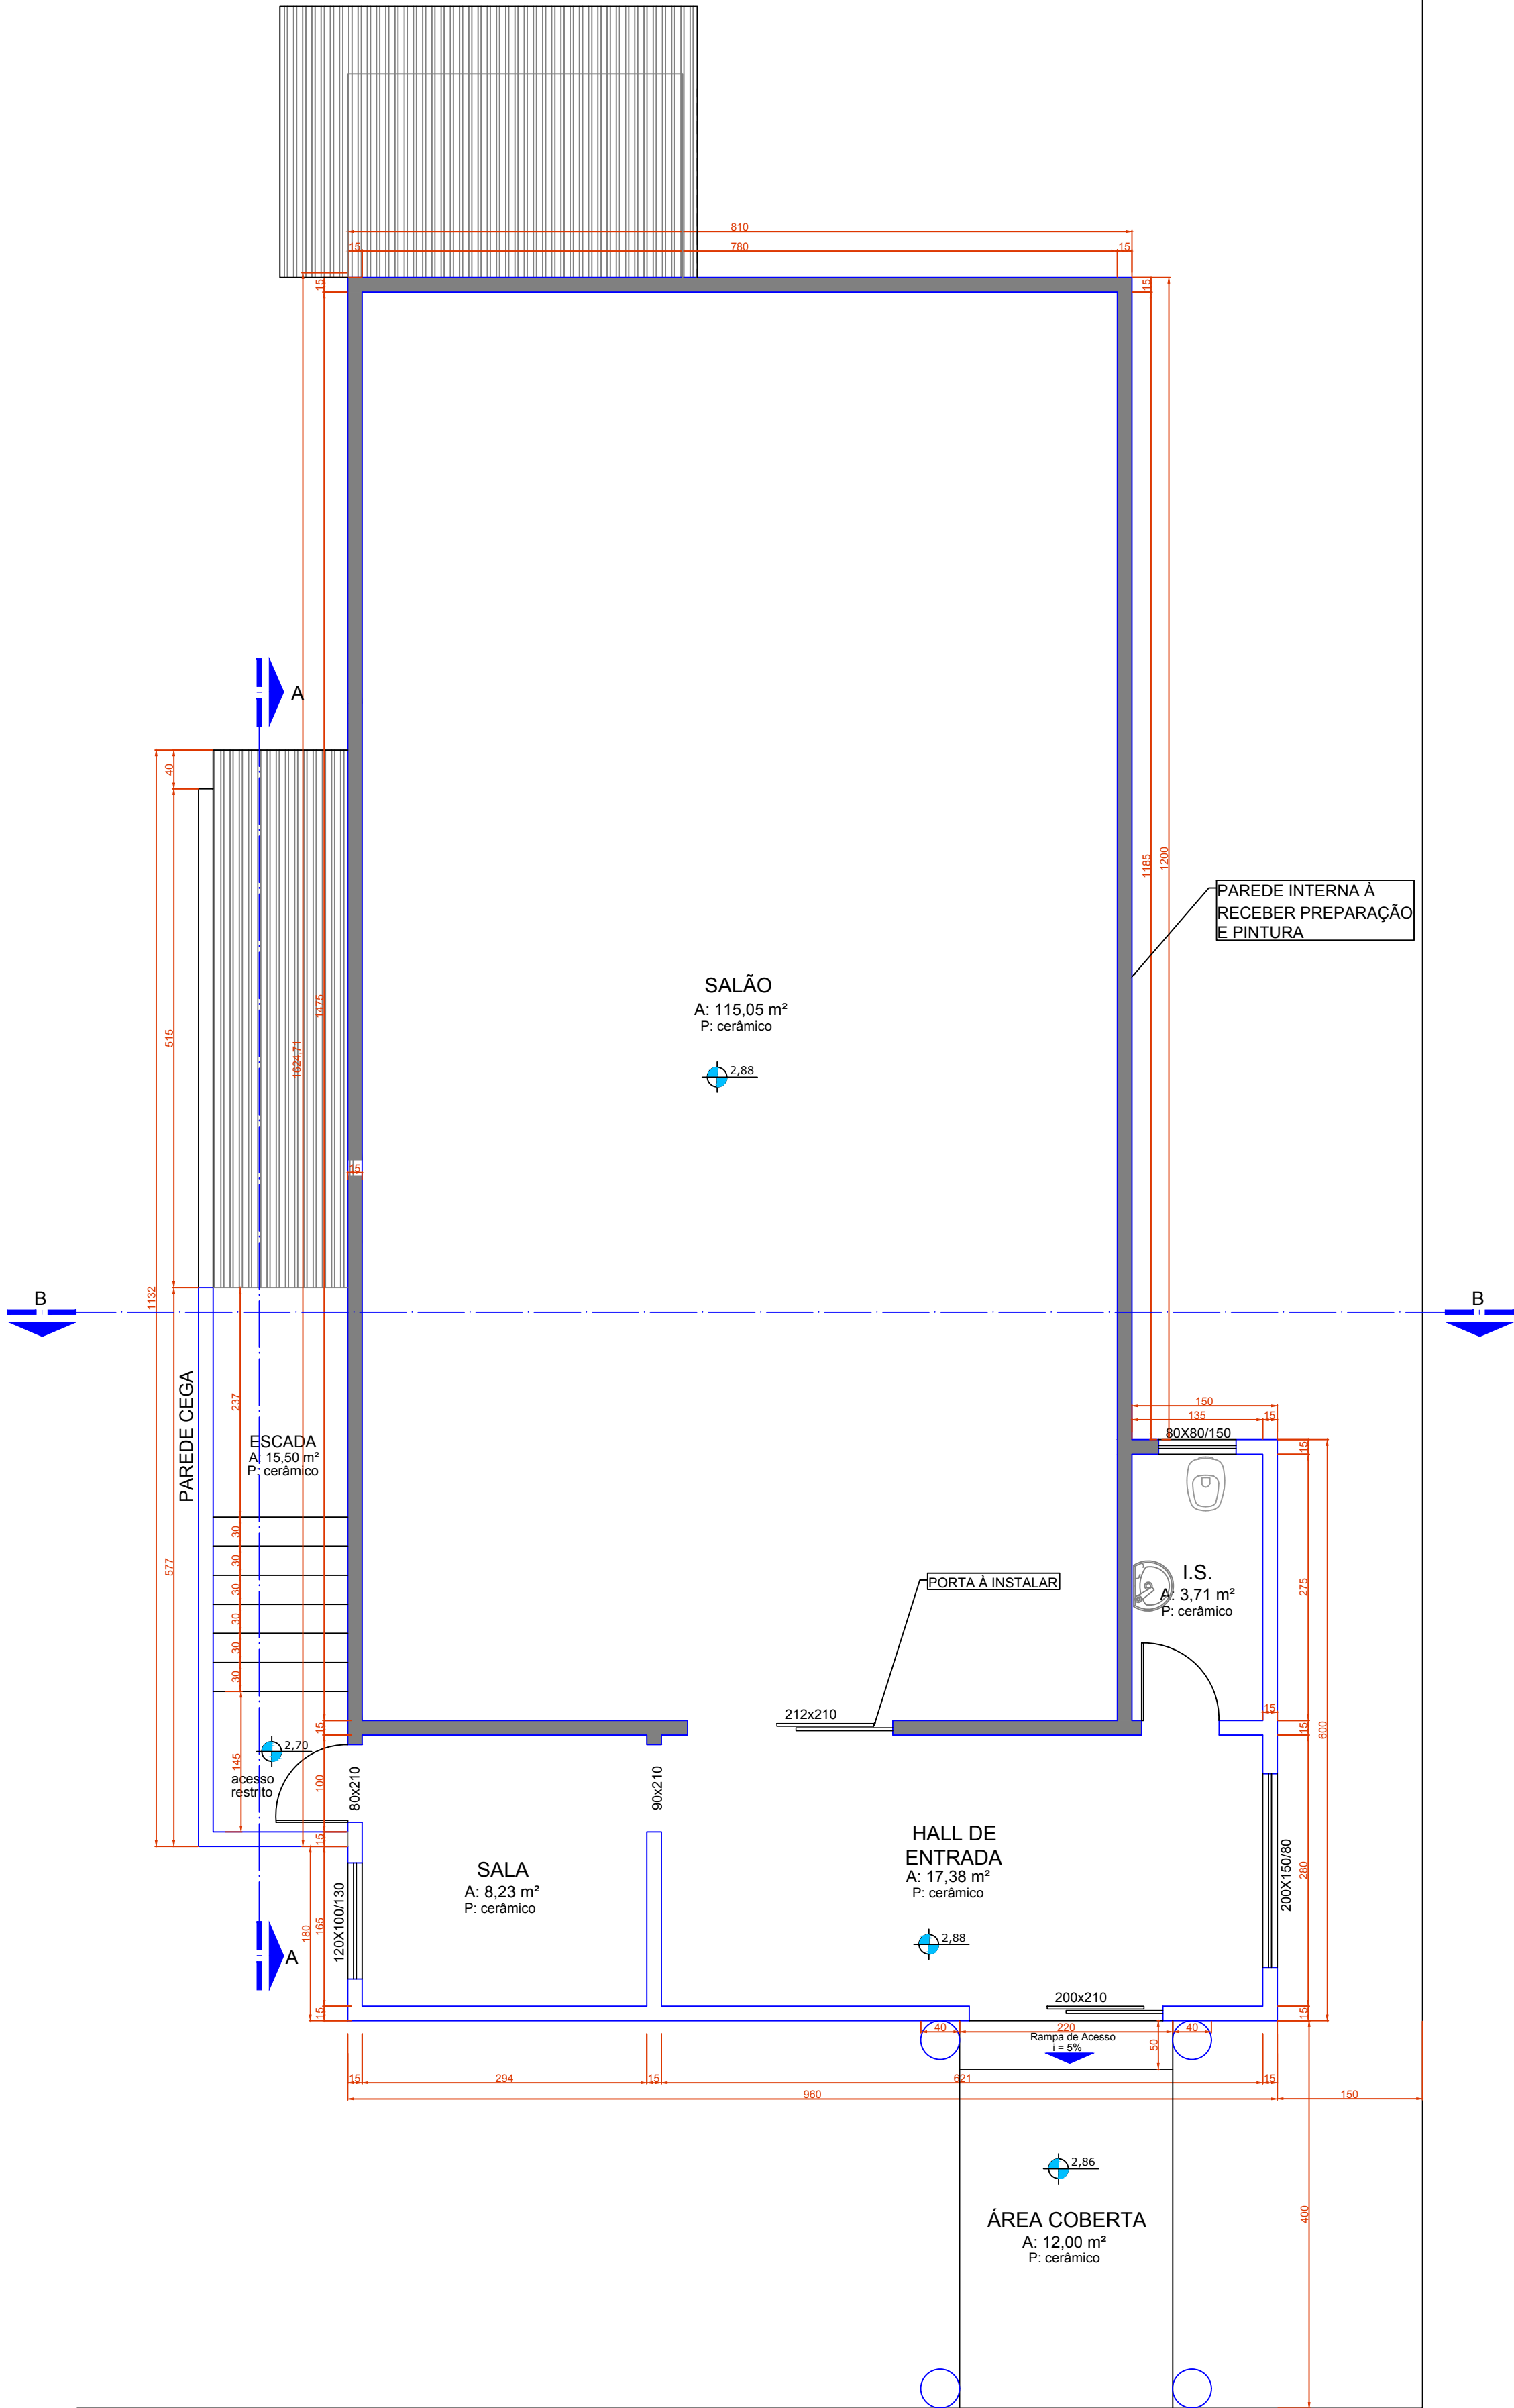 810
15
780
15
15
15
A
40
1185
1200
PAREDE INTERNA À
RECEBER PREPARAÇÃO
E PINTURA
SALÃO
A: 115,05 m²
P: cerâmico
2,88
515
1624,71
1475
15
B
B
1132
PAREDE CEGA
237
ESCADA
A: 15,50 m²
P: cerâmico
150
135
15
80X80/150
15
577
30
30
30
30
30
30
PORTA À INSTALAR
I.S.
A: 3,71 m²
P: cerâmico
275
15
212x210
15
15
600
2,70
145
acesso
restrito
100
80x210
90x210
15
HALL DE
ENTRADA
A: 17,38 m²
P: cerâmico
SALA
A: 8,23 m²
P: cerâmico
200X150/80
280
180
165
120X100/130
A
2,88
15
200x210
15
40
220
40
Rampa de Acesso
i = 5%
50
15
294
15
621
15
960
150
2,86
ÁREA COBERTA
A: 12,00 m²
P: cerâmico
400